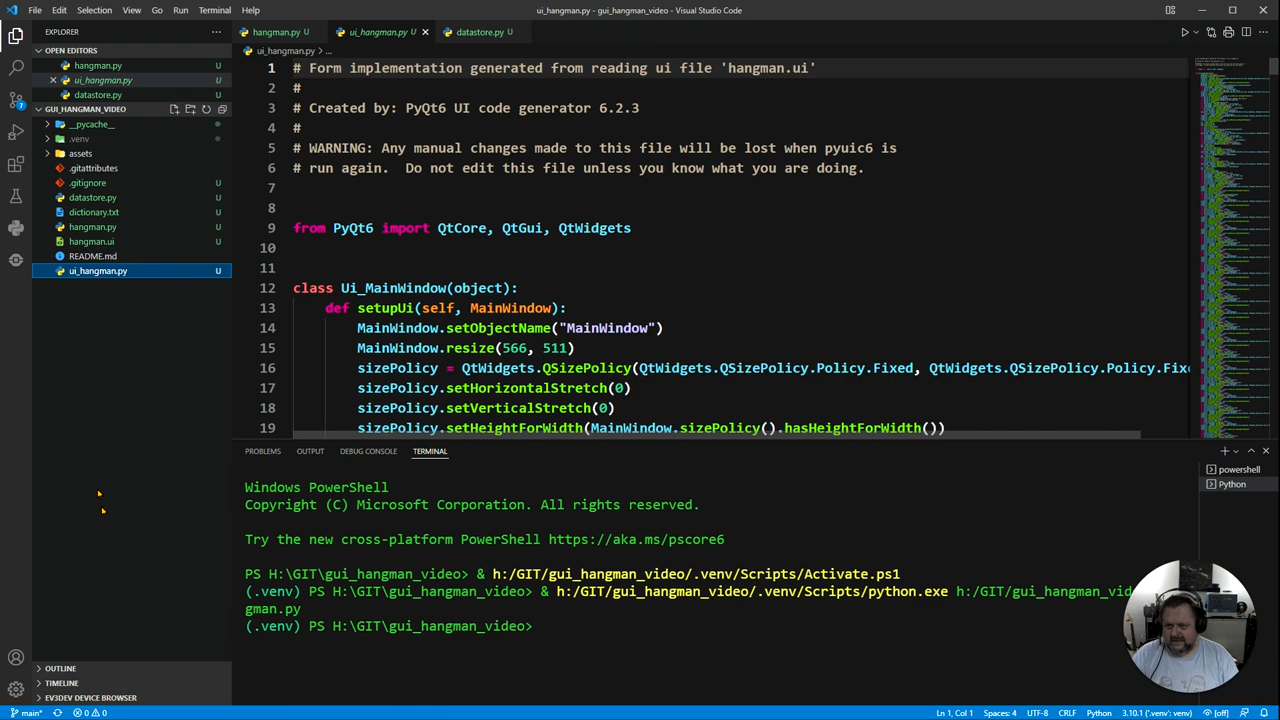 File Edit Selection View Go Run Terminal Help
ui_hangman.py - gui_hangman_video - Visual Studio Code
EXPLORER
OPEN EDITORS
hangman.py U
ui_hangman.py U
datastore.py U
GUI_HANGMAN_VIDEO
__pycache__
.venv
assets
.gitattributes
.gitignore U
datastore.py U
dictionary.txt U
hangman.py U
hangman.ui U
README.md
ui_hangman.py U
OUTLINE
TIMELINE
EV3DEV DEVICE BROWSER
hangman.py U ui_hangman.py U datastore.py U
ui_hangman.py > ...
1 # Form implementation generated from reading ui file 'hangman.ui'
2 #
3 # Created by: PyQt6 UI code generator 6.2.3
4 #
5 # WARNING: Any manual changes made to this file will be lost when pyuic6 is
6 # run again.  Do not edit this file unless you know what you are doing.
7
8
9 from PyQt6 import QtCore, QtGui, QtWidgets
10
11
12 class Ui_MainWindow(object):
13 def setupUi(self, MainWindow):
14 MainWindow.setObjectName("MainWindow")
15 MainWindow.resize(566, 511)
16 sizePolicy = QtWidgets.QSizePolicy(QtWidgets.QSizePolicy.Policy.Fixed, QtWidgets.QSizePolicy.Policy.Fixe
17 sizePolicy.setHorizontalStretch(0)
18 sizePolicy.setVerticalStretch(0)
19 sizePolicy.setHeightForWidth(MainWindow.sizePolicy().hasHeightForWidth())
PROBLEMS OUTPUT DEBUG CONSOLE TERMINAL
powershell
Python
Windows PowerShell
Copyright (C) Microsoft Corporation. All rights reserved.
Try the new cross-platform PowerShell https://aka.ms/pscore6
PS H:\GIT\gui_hangman_video> & h:/GIT/gui_hangman_video/.venv/Scripts/Activate.ps1
(.venv) PS H:\GIT\gui_hangman_video> & h:/GIT/gui_hangman_video/.venv/Scripts/python.exe h:/GIT/gui_hangman_vid
gman.py
(.venv) PS H:\GIT\gui_hangman_video>
main* 0 0 Ln 1, Col 1 Spaces: 4 UTF-8 CRLF Python 3.10.1 ('.venv': venv) [off]